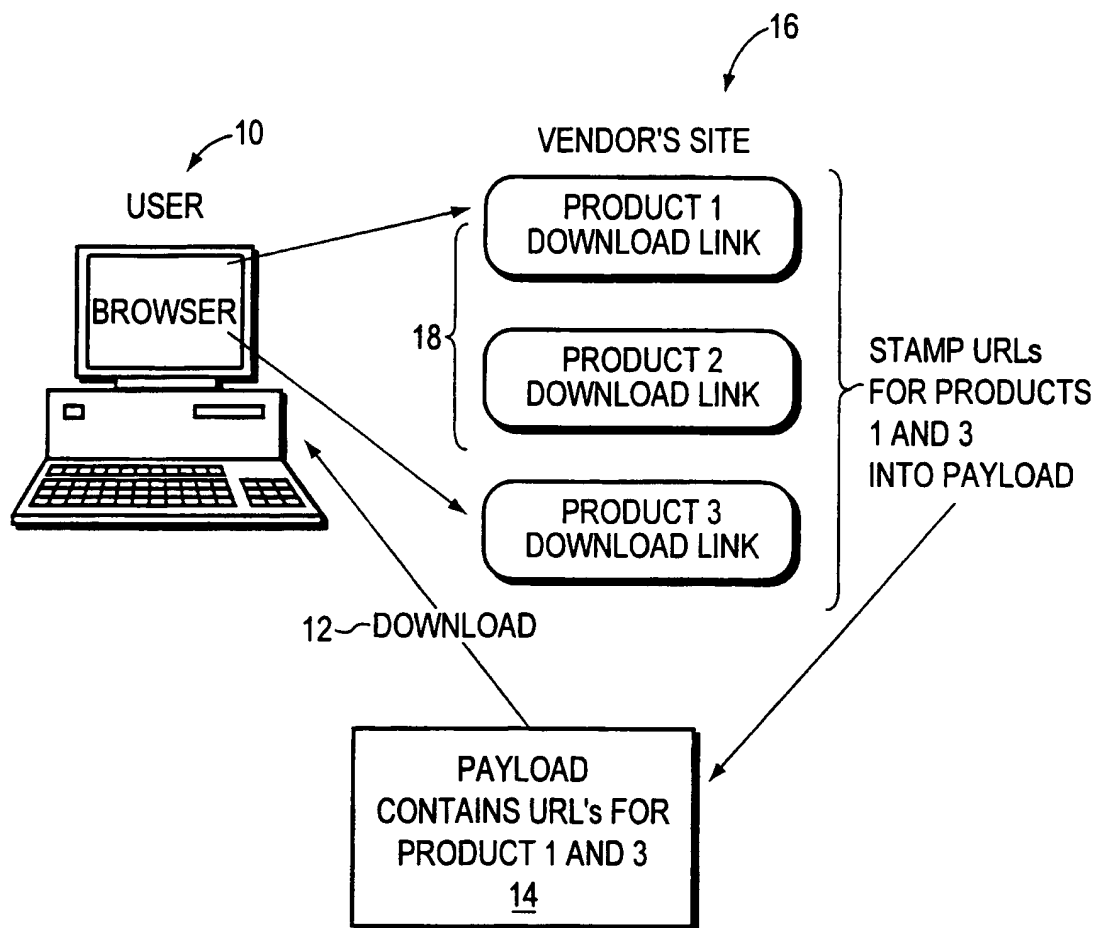 16
10
VENDOR'S SITE
USER
PRODUCT 1
DOWNLOAD LINK
BROWSER
18
PRODUCT 2
DOWNLOAD LINK
STAMP URLs
FOR PRODUCTS
1 AND 3
INTO PAYLOAD
PRODUCT 3
DOWNLOAD LINK
12 DOWNLOAD
PAYLOAD
CONTAINS URL's FOR
PRODUCT 1 AND 3
14